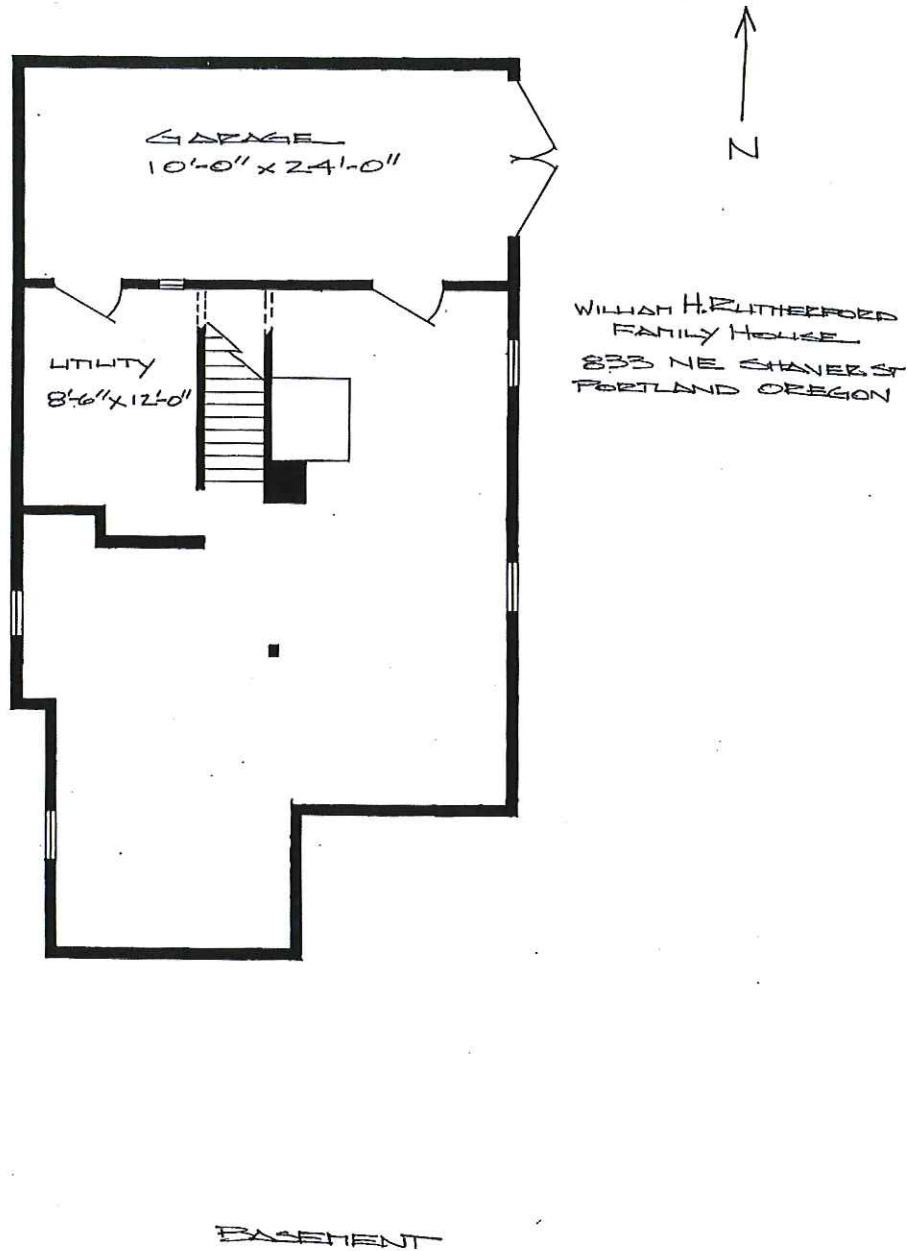 GARAGE
10'-0" x 24'-0"
N
WILLIAM H. RUTHERFORD
FAMILY HOUSE
833 NE SHAVER ST
PORTLAND OREGON
UTILITY
8'-6" x 12'-0"
BASEMENT